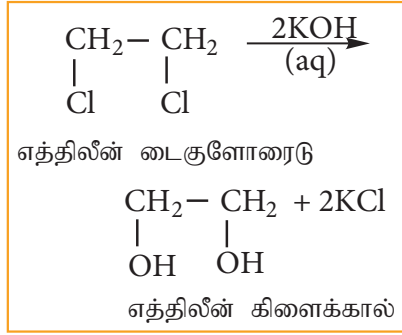 CH₂ — CH₂ 2KOH
(aq)
Cl Cl
எத்திலீன் டைகுளோரைடு
CH₂ — CH₂ + 2KCl
OH OH
எத்திலீன் கிளைக்கால்